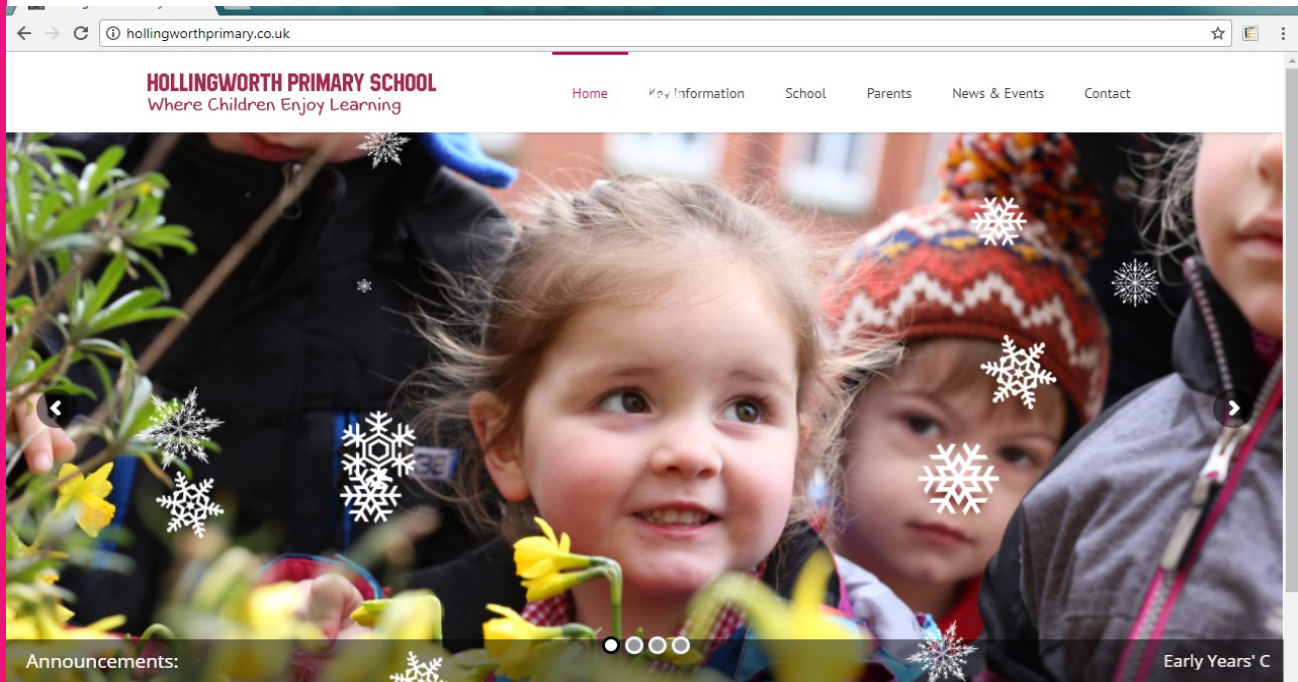 hollingworthprimary.co.uk
HOLLINGWORTH PRIMARY SCHOOL
Where Children Enjoy Learning
Home Key Information School Parents News & Events Contact
Announcements: Early Years' C